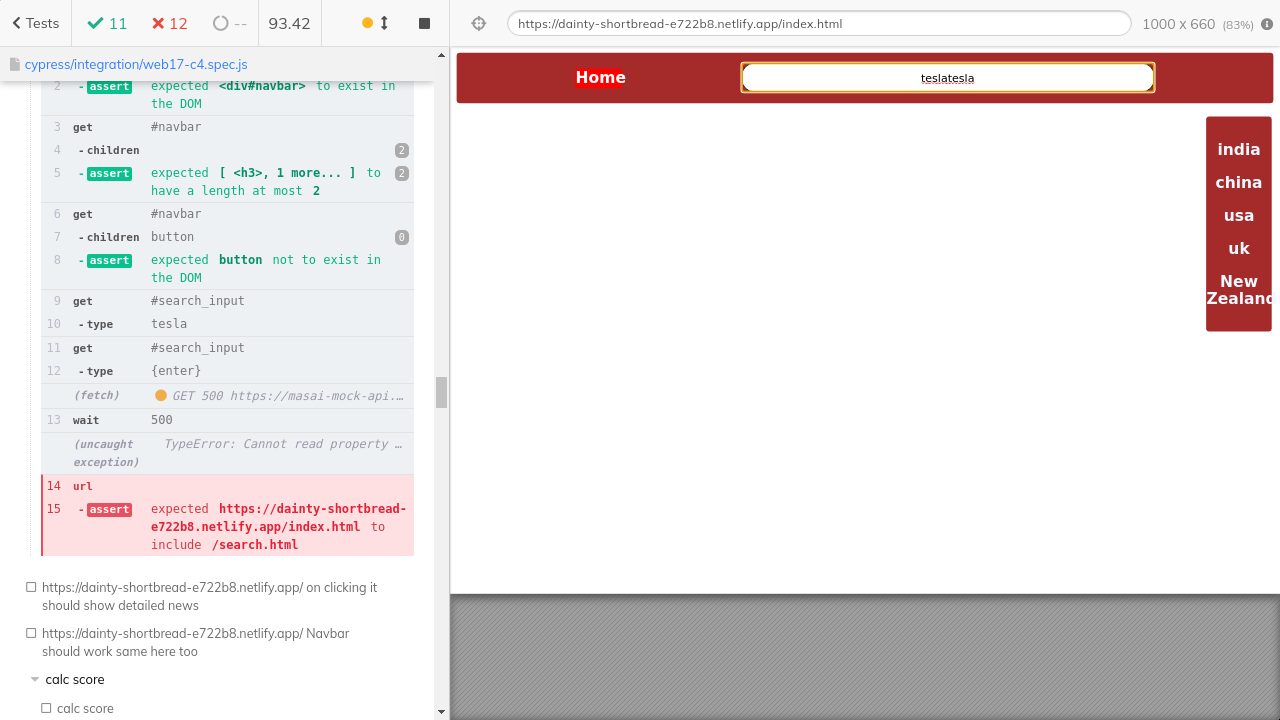 Tests
11
12
--
93.42
https://dainty-shortbread-e722b8.netlify.app/index.html
1000 x 660 (83%)
cypress/integration/web17-c4.spec.js
2 - assert expected <div#navbar> to exist in
the DOM
3 get #navbar
4 - children 2
5 - assert expected [ <h3>, 1 more... ] to 2
have a length at most 2
6 get #navbar
7 - children button 0
8 - assert expected button not to exist in
the DOM
9 get #search_input
10 - type tesla
11 get #search_input
12 - type {enter}
(fetch) GET 500 https://masai-mock-api.…
13 wait 500
(uncaught exception) TypeError: Cannot read property …
14 url
15 - assert expected https://dainty-shortbread-
e722b8.netlify.app/index.html to
include /search.html
https://dainty-shortbread-e722b8.netlify.app/ on clicking it
should show detailed news
https://dainty-shortbread-e722b8.netlify.app/ Navbar
should work same here too
calc score
calc score
Home
teslatesla
india
china
usa
uk
New
Zealand